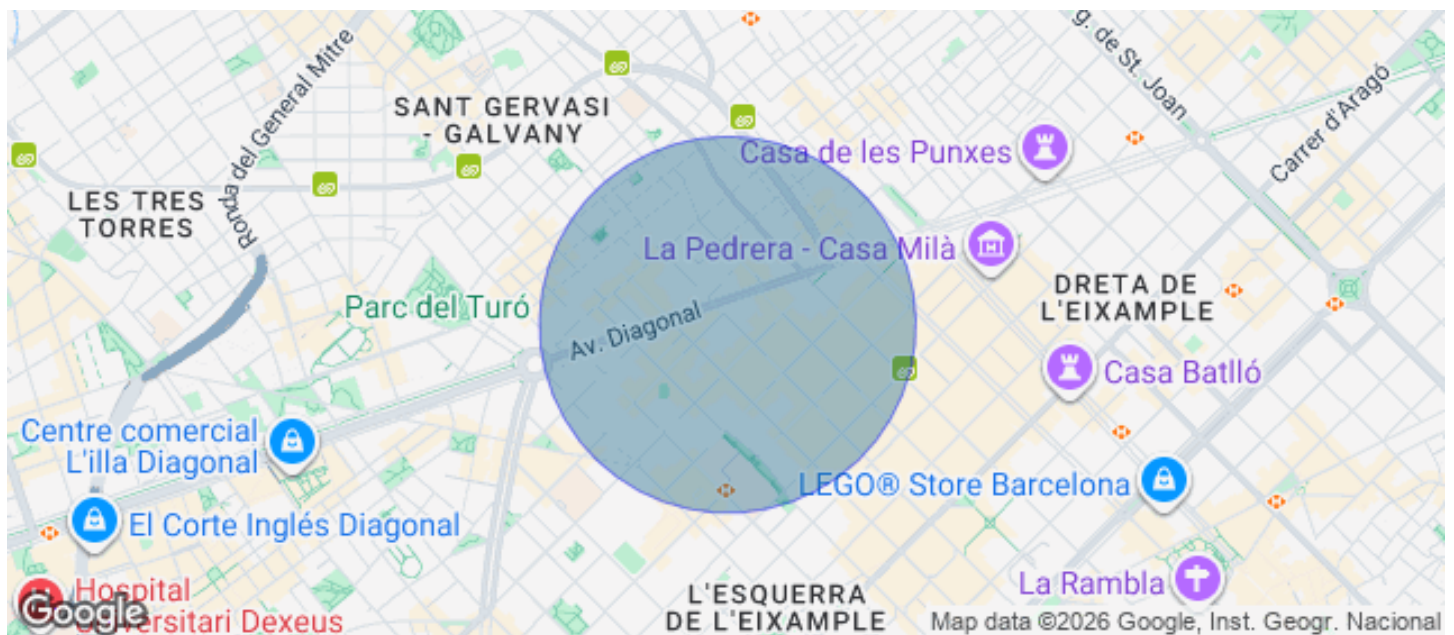 g. de St. Joan
Carrer d'Aragó
Ronda del General Mitre
SANT GERVASI
- GALVANY
Casa de les Punxes
LES TRES
TORRES
La Pedrera - Casa Milà
DRETA DE
L'EIXAMPLE
Parc del Turó
Av. Diagonal
Casa Batlló
Centre comercial
L'illa Diagonal
LEGO® Store Barcelona
El Corte Inglés Diagonal
La Rambla
Hospital
Universitari Dexeus
L'ESQUERRA
DE L'EIXAMPLE
Google
Map data ©2026 Google, Inst. Geogr. Nacional